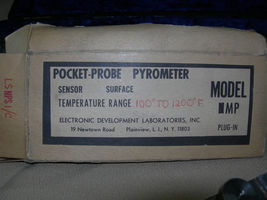 POCKET-PROBE PYROMETER
SENSOR SURFACE
TEMPERATURE RANGE 100° TO 1200° F
ELECTRONIC DEVELOPMENT LABORATORIES, INC.
19 Newtown Road Plainview, L. I., N. Y. 11803
MODEL
MP
PLUG-IN